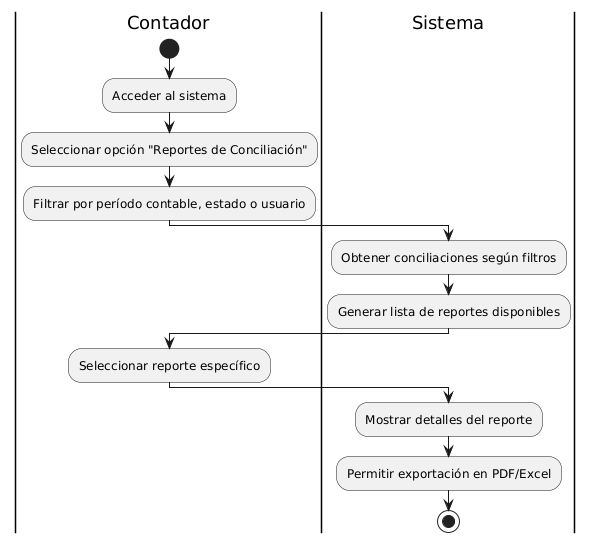 Contador
Sistema
Acceder al sistema
Seleccionar opción "Reportes de Conciliación"
Filtrar por período contable, estado o usuario
Obtener conciliaciones según filtros
Generar lista de reportes disponibles
Seleccionar reporte específico
Mostrar detalles del reporte
Permitir exportación en PDF/Excel